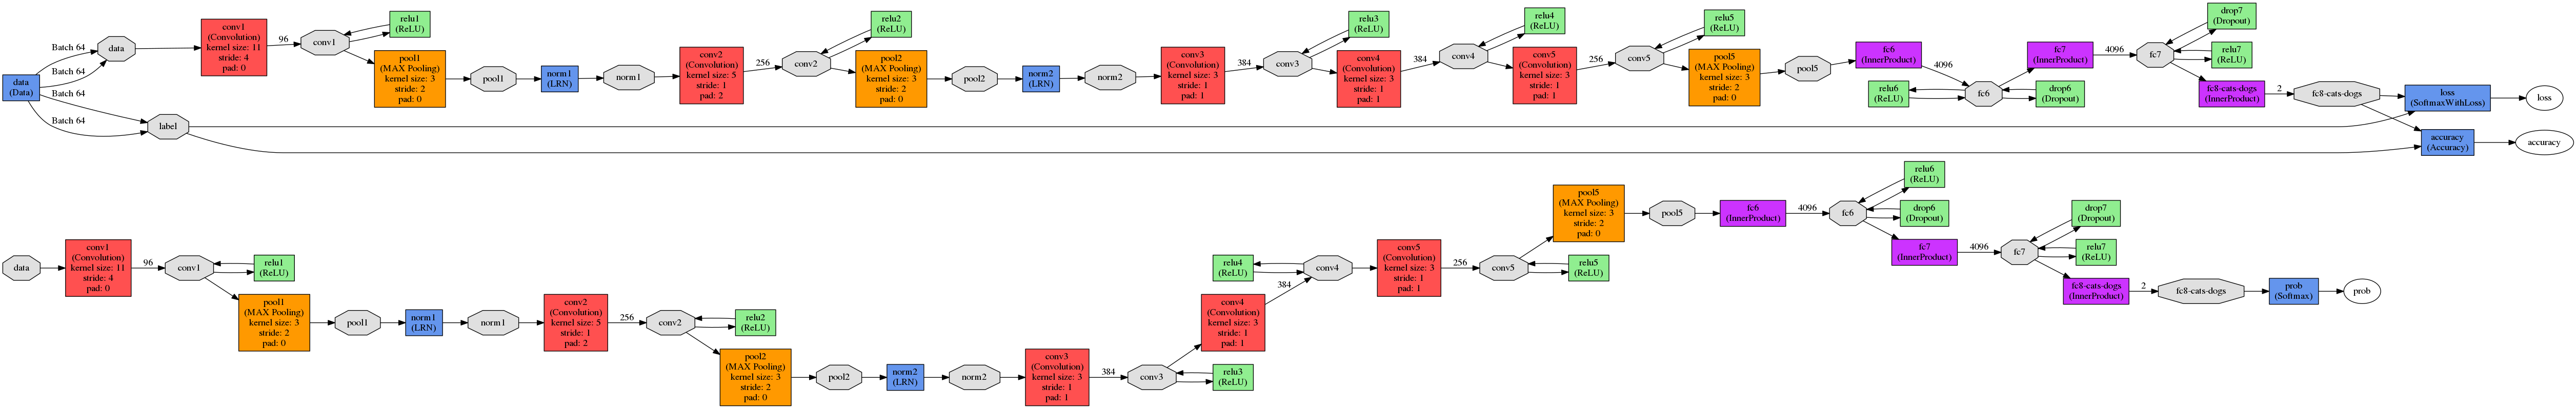 data
(Data)
Batch 64
Batch 64
Batch 64
Batch 64
data
label
conv1
(Convolution)
kernel size: 11
stride: 4
pad: 0
96
conv1
relu1
(ReLU)
pool1
(MAX Pooling)
kernel size: 3
stride: 2
pad: 0
pool1
norm1
(LRN)
norm1
conv2
(Convolution)
kernel size: 5
stride: 1
pad: 2
256
conv2
relu2
(ReLU)
pool2
(MAX Pooling)
kernel size: 3
stride: 2
pad: 0
pool2
norm2
(LRN)
norm2
conv3
(Convolution)
kernel size: 3
stride: 1
pad: 1
384
conv3
relu3
(ReLU)
conv4
(Convolution)
kernel size: 3
stride: 1
pad: 1
384
conv4
relu4
(ReLU)
conv5
(Convolution)
kernel size: 3
stride: 1
pad: 1
256
conv5
relu5
(ReLU)
pool5
(MAX Pooling)
kernel size: 3
stride: 2
pad: 0
pool5
fc6
(InnerProduct)
4096
relu6
(ReLU)
fc6
drop6
(Dropout)
fc7
(InnerProduct)
4096
fc7
drop7
(Dropout)
relu7
(ReLU)
fc8-cats-dogs
(InnerProduct)
2
fc8-cats-dogs
loss
(SoftmaxWithLoss)
loss
accuracy
(Accuracy)
accuracy
data
conv1
(Convolution)
kernel size: 11
stride: 4
pad: 0
96
conv1
relu1
(ReLU)
pool1
(MAX Pooling)
kernel size: 3
stride: 2
pad: 0
pool1
norm1
(LRN)
norm1
conv2
(Convolution)
kernel size: 5
stride: 1
pad: 2
256
conv2
relu2
(ReLU)
pool2
(MAX Pooling)
kernel size: 3
stride: 2
pad: 0
pool2
norm2
(LRN)
norm2
conv3
(Convolution)
kernel size: 3
stride: 1
pad: 1
384
conv3
relu3
(ReLU)
conv4
(Convolution)
kernel size: 3
stride: 1
pad: 1
384
relu4
(ReLU)
conv4
conv5
(Convolution)
kernel size: 3
stride: 1
pad: 1
256
conv5
relu5
(ReLU)
pool5
(MAX Pooling)
kernel size: 3
stride: 2
pad: 0
pool5
fc6
(InnerProduct)
4096
fc6
relu6
(ReLU)
drop6
(Dropout)
fc7
(InnerProduct)
4096
fc7
drop7
(Dropout)
relu7
(ReLU)
fc8-cats-dogs
(InnerProduct)
2
fc8-cats-dogs
prob
(Softmax)
prob